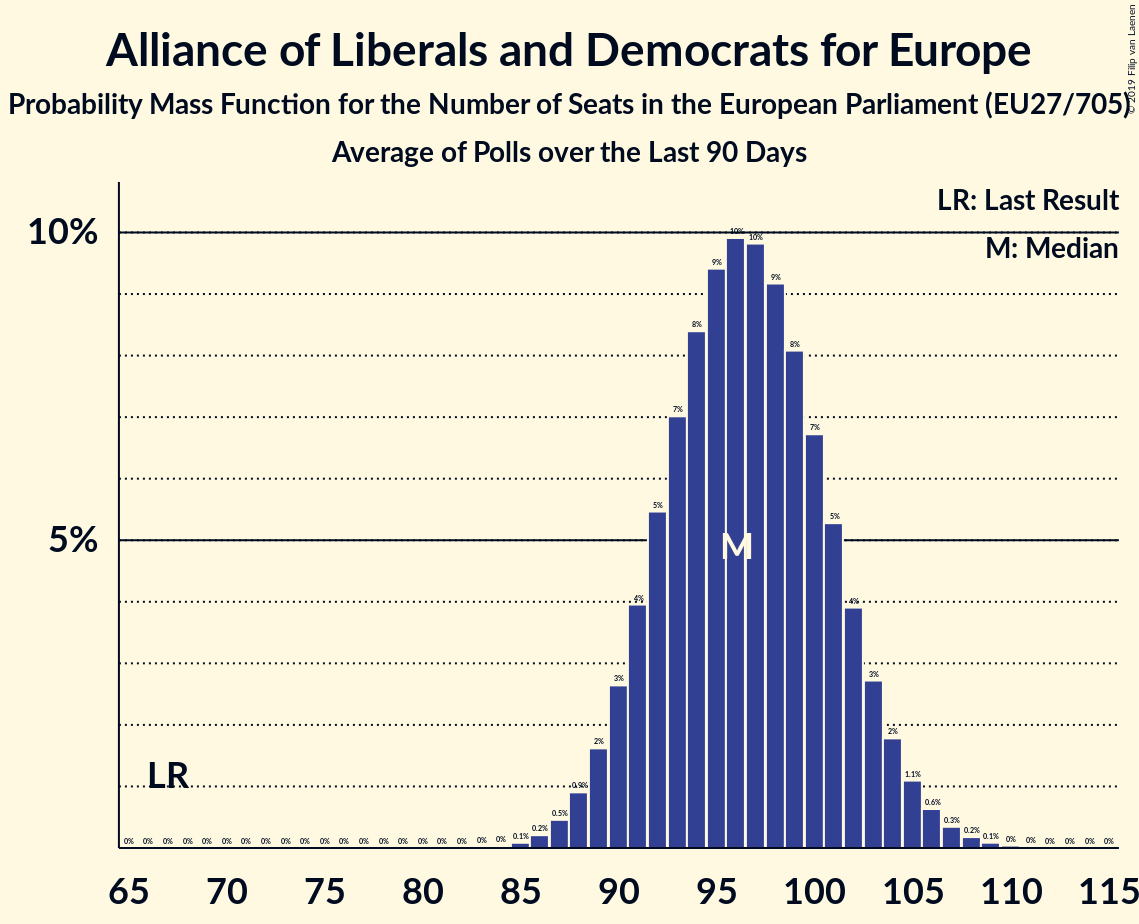 Alliance of Liberals and Democrats for Europe
Probability Mass Function for the Number of Seats in the European Parliament (EU27/705)
Average of Polls over the Last 90 Days
© 2019 Filip van Laenen
LR: Last Result
M: Median
10%
5%
LR
M
0% 0% 0% 0% 0% 0% 0% 0% 0% 0% 0% 0% 0% 0% 0% 0% 0% 0% 0% 0% 0.1% 0.2% 0.5% 0.9% 2% 3% 4% 5% 7% 8% 9% 10% 10% 9% 8% 7% 5% 4% 3% 2% 1.1% 0.6% 0.3% 0.2% 0.1% 0% 0% 0% 0% 0% 0%
65 70 75 80 85 90 95 100 105 110 115